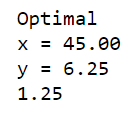 Optimal
x = 45.00
y = 6.25
1.25